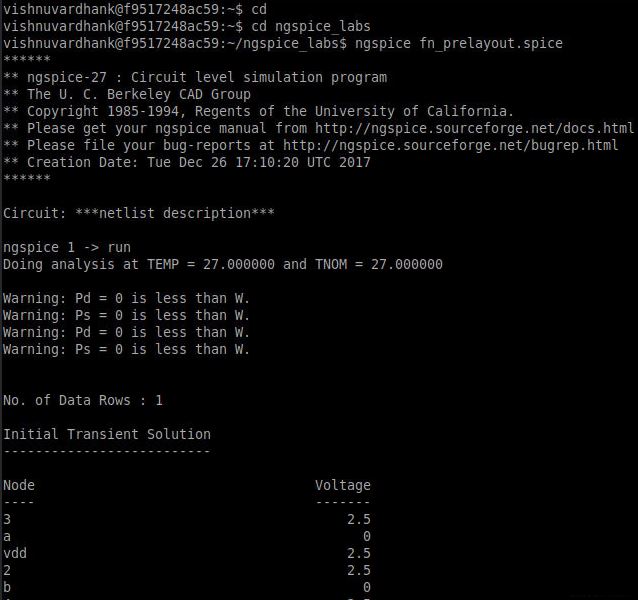 vishnuvardhank@f9517248ac59:~$ cd
vishnuvardhank@f9517248ac59:~$ cd ngspice_labs
vishnuvardhank@f9517248ac59:~/ngspice_labs$ ngspice fn_prelayout.spice
******
** ngspice-27 : Circuit level simulation program
** The U. C. Berkeley CAD Group
** Copyright 1985-1994, Regents of the University of California.
** Please get your ngspice manual from http://ngspice.sourceforge.net/docs.html
** Please file your bug-reports at http://ngspice.sourceforge.net/bugrep.html
** Creation Date: Tue Dec 26 17:10:20 UTC 2017
******
Circuit: ***netlist description***
ngspice 1 -> run
Doing analysis at TEMP = 27.000000 and TNOM = 27.000000
Warning: Pd = 0 is less than W.
Warning: Ps = 0 is less than W.
Warning: Pd = 0 is less than W.
Warning: Ps = 0 is less than W.
No. of Data Rows : 1
Initial Transient Solution
--------------------------
Node Voltage
---- -------
3 2.5
a 0
vdd 2.5
2 2.5
b 0